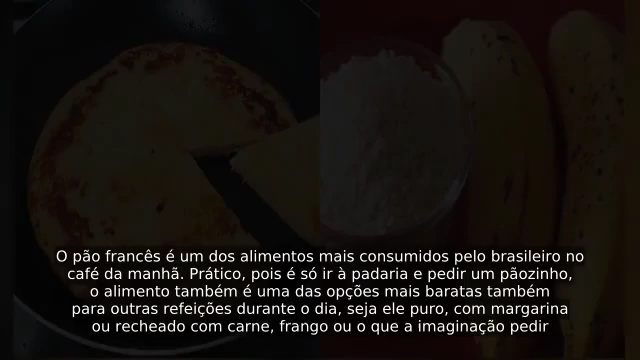 O pão francês é um dos alimentos mais consumidos pelo brasileiro no
café da manhã. Prático, pois é só ir à padaria e pedir um pãozinho,
o alimento também é uma das opções mais baratas também
para outras refeições durante o dia, seja ele puro, com margarina
ou recheado com carne, frango ou o que a imaginação pedir